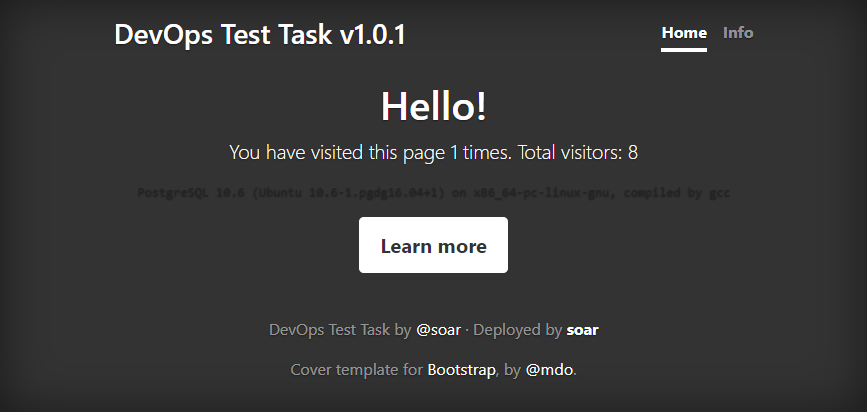 DevOps Test Task v1.0.1
Home Info
Hello!
You have visited this page 1 times. Total visitors: 8
PostgreSQL 10.6 (Ubuntu 10.6-1.pgdg16.04+1) on x86_64-pc-linux-gnu, compiled by gcc
Learn more
DevOps Test Task by @soar · Deployed by soar
Cover template for Bootstrap, by @mdo.